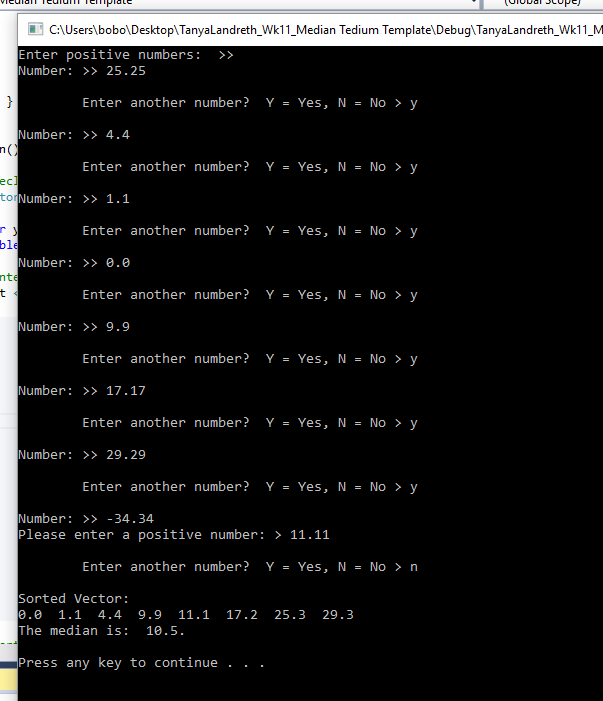 Median Tedium Template
(Global Scope)
C:\Users\bobo\Desktop\TanyaLandreth_Wk11_Median Tedium Template\Debug\TanyaLandreth_Wk11_M
Enter positive numbers:  >>
Number: >> 25.25
Enter another number?  Y = Yes, N = No > y
Number: >> 4.4
Enter another number?  Y = Yes, N = No > y
Number: >> 1.1
Enter another number?  Y = Yes, N = No > y
Number: >> 0.0
Enter another number?  Y = Yes, N = No > y
Number: >> 9.9
Enter another number?  Y = Yes, N = No > y
Number: >> 17.17
Enter another number?  Y = Yes, N = No > y
Number: >> 29.29
Enter another number?  Y = Yes, N = No > y
Number: >> -34.34
Please enter a positive number: > 11.11
Enter another number?  Y = Yes, N = No > n
Sorted Vector:
0.0  1.1  4.4  9.9  11.1  17.2  25.3  29.3
The median is:  10.5.
Press any key to continue . . .